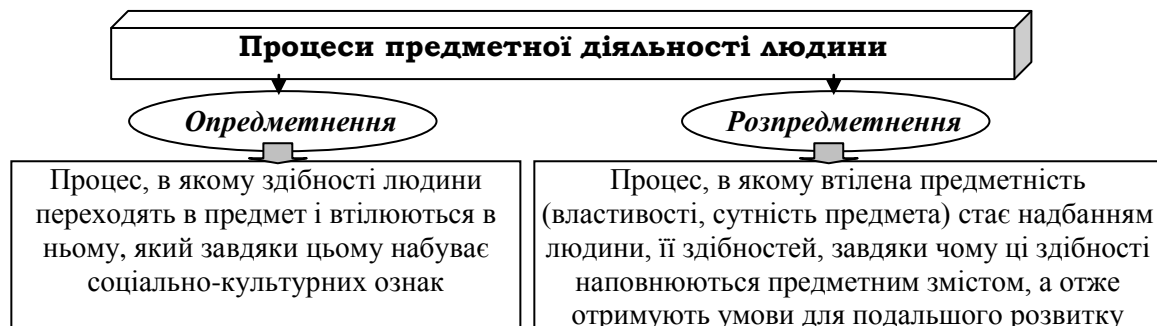 Процеси предметної діяльності людини
Опредметнення
Розпредметнення
Процес, в якому здібності людини
переходять в предмет і втілюються в
ньому, який завдяки цьому набуває
соціально-культурних ознак
Процес, в якому втілена предметність
(властивості, сутність предмета) стає надбанням
людини, її здібностей, завдяки чому ці здібності
наповнюються предметним змістом, а отже
отримують умови для подальшого розвитку